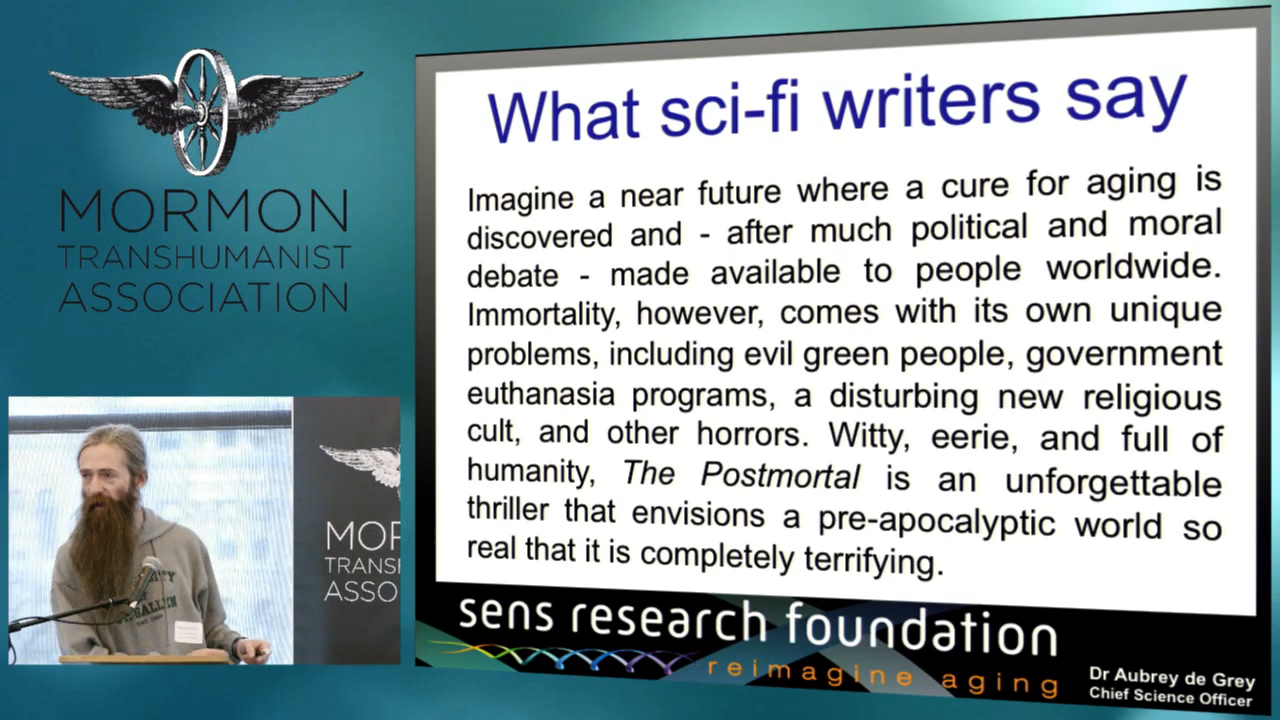 MORMON
TRANSHUMANIST
ASSOCIATION
What sci-fi writers say
Imagine a near future where a cure for aging is
discovered and - after much political and moral
debate - made available to people worldwide.
Immortality, however, comes with its own unique
problems, including evil green people, government
euthanasia programs, a disturbing new religious
cult, and other horrors. Witty, eerie, and full of
humanity, The Postmortal is an unforgettable
thriller that envisions a pre-apocalyptic world so
real that it is completely terrifying.
sens research foundation
reimagine aging
Dr Aubrey de Grey
Chief Science Officer
MOR
TRANS
ASSO